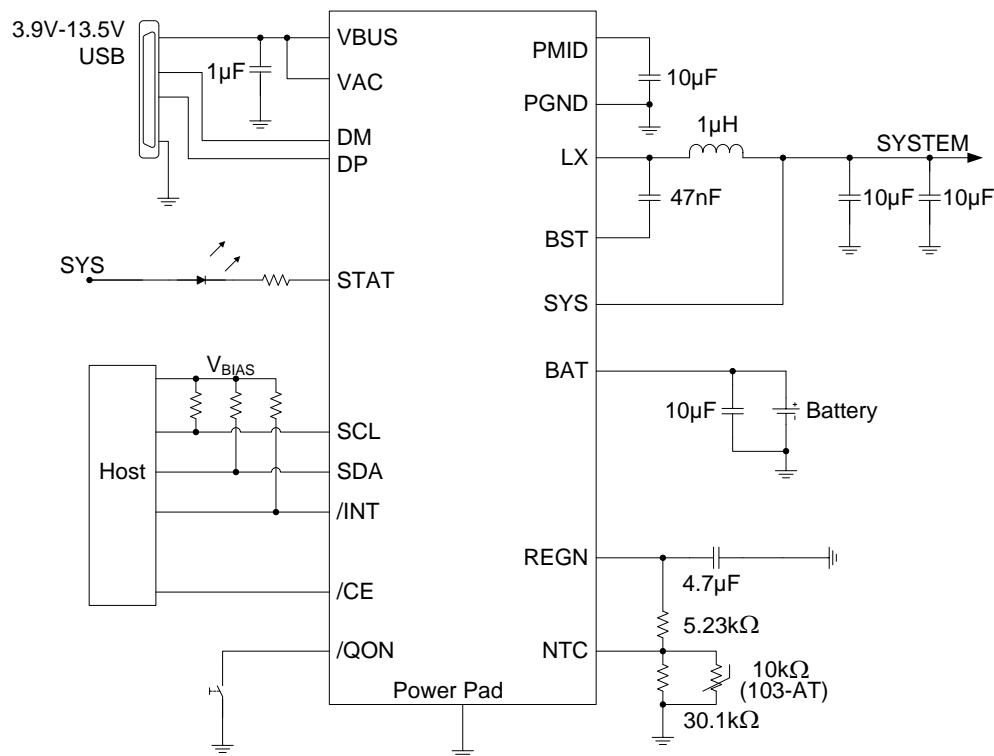 3.9V-13.5V
USB
1µF
VBUS
VAC
DM
DP
SYS
STAT
V_BIAS
Host
SCL
SDA
/INT
/CE
/QON
Power Pad
PMID
10µF
PGND
1µH
LX
SYSTEM
47nF
10µF
10µF
BST
SYS
BAT
10µF
+
-
Battery
REGN
4.7µF
5.23kΩ
NTC
10kΩ
(103-AT)
30.1kΩ